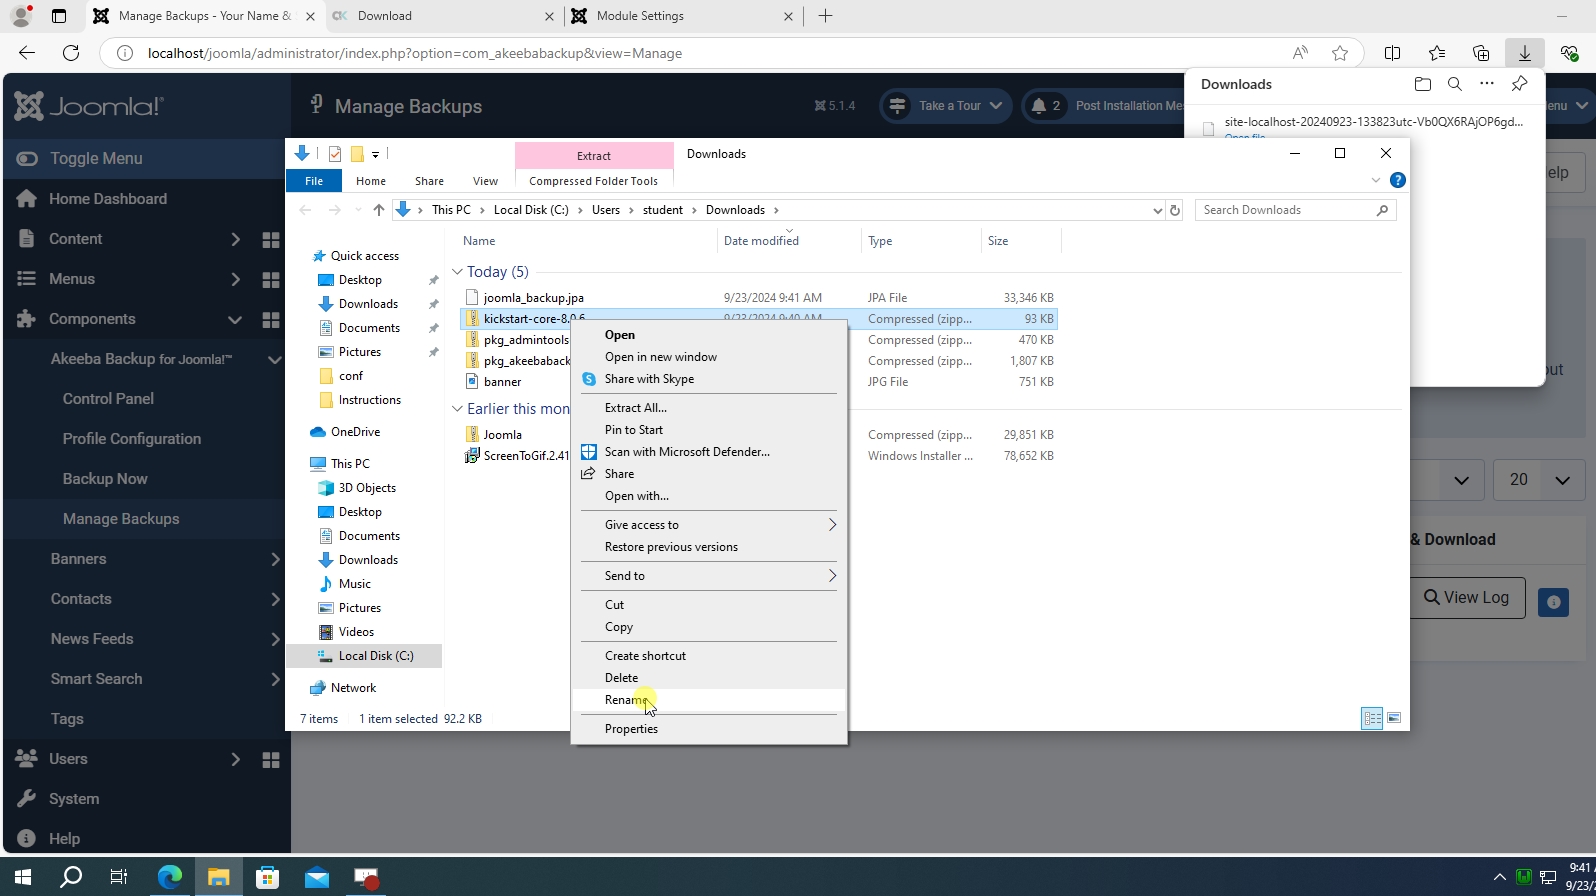 Manage Backups - Your Name &
Download
Module Settings
localhost/joomla/administrator/index.php?option=com_akeebabackup&view=Manage
Joomla!
Manage Backups
5.1.4
Take a Tour
2
Post Installation Me
enu
Downloads
site-localhost-20240923-133823utc-Vb0QX6RAjOP6gd...
Open file
Toggle Menu
Home Dashboard
Content
Menus
Components
Akeeba Backup for Joomla!™
Control Panel
Profile Configuration
Backup Now
Manage Backups
Banners
Contacts
News Feeds
Smart Search
Tags
Users
System
Help
Extract
Downloads
File
Home
Share
View
Compressed Folder Tools
This PC
Local Disk (C:)
Users
student
Downloads
Search Downloads
Name
Date modified
Type
Size
Quick access
Desktop
Downloads
Documents
Pictures
conf
Instructions
OneDrive
This PC
3D Objects
Desktop
Documents
Downloads
Music
Pictures
Videos
Local Disk (C:)
Network
7 items
1 item selected 92.2 KB
Today (5)
joomla_backup.jpa 9/23/2024 9:41 AM JPA File 33,346 KB
kickstart-core-8.0.6 9/23/2024 9:40 AM Compressed (zipp... 93 KB
pkg_admintools Compressed (zipp... 470 KB
pkg_akeebaback Compressed (zipp... 1,807 KB
banner JPG File 751 KB
Earlier this mon
Joomla Compressed (zipp... 29,851 KB
ScreenToGif.2.41 Windows Installer ... 78,652 KB
Open
Open in new window
Share with Skype
Extract All...
Pin to Start
Scan with Microsoft Defender...
Share
Open with...
Give access to
Restore previous versions
Send to
Cut
Copy
Create shortcut
Delete
Rename
Properties
elp
out
20
& Download
View Log
9:41
9/23/